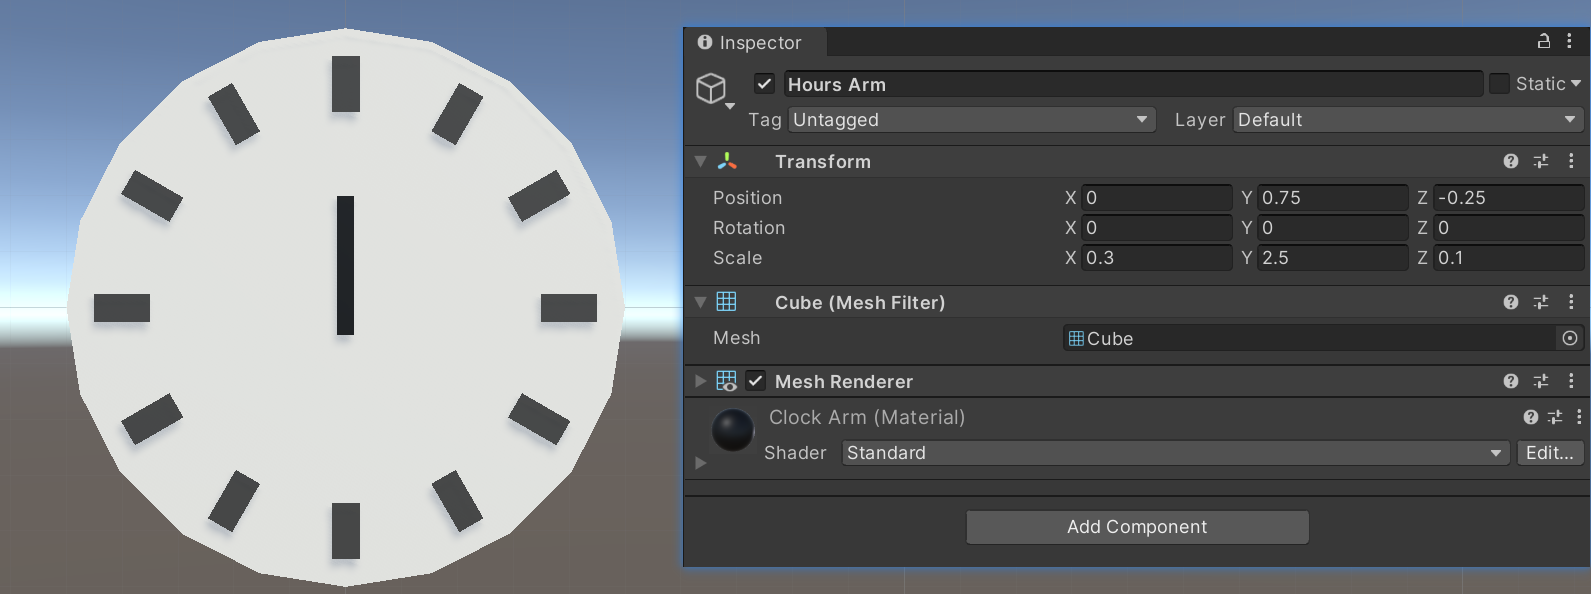 Inspector
Hours Arm Static
Tag Untagged Layer Default
Transform
Position X 0 Y 0.75 Z -0.25
Rotation X 0 Y 0 Z 0
Scale X 0.3 Y 2.5 Z 0.1
Cube (Mesh Filter)
Mesh Cube
Mesh Renderer
Clock Arm (Material)
Shader Standard Edit...
Add Component